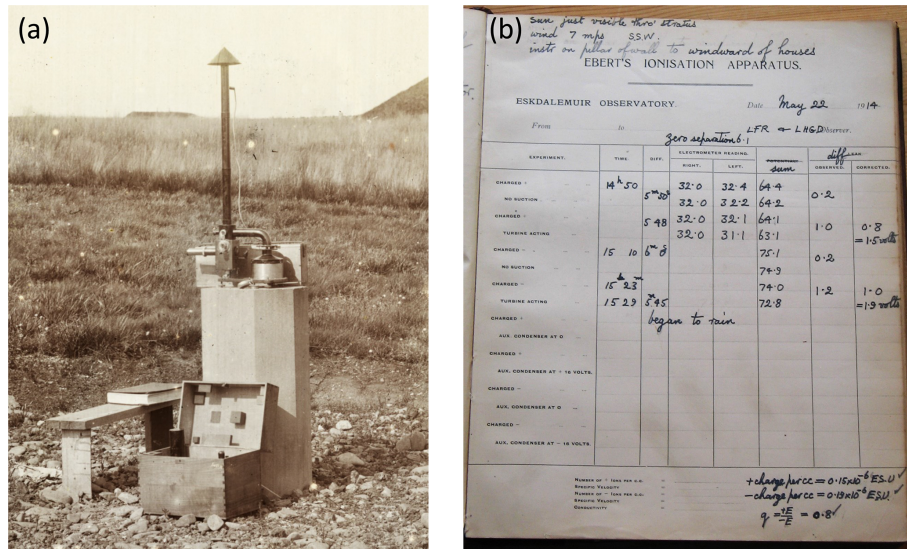 (a)
(b)
Sun just visible thro' stratus
wind 7 mps S.S.W.
instr on pillar of wall to windward of houses
EBERT'S IONISATION APPARATUS.
ESKDALEMUIR OBSERVATORY. Date May 22 1914
From to LFR & LHGD Observer.
zero separation 6.1
EXPERIMENT. TIME DIFF. ELECTROMETER READING. RIGHT. LEFT. sum diff OBSERVED. CORRECTED.
CHARGED + 14h 50 32.0 32.4 64.4
NO SUCTION 5m 50s 32.0 32.2 64.2 0.2
CHARGED + 5 48 32.0 32.1 64.1
TURBINE ACTING 32.0 31.1 63.1 1.0 0.8
= 1.5 volts
CHARGED - 15 10 6m 0s 75.1
NO SUCTION 74.9 0.2
CHARGED - 15h 23m 74.0 1.2 1.0
TURBINE ACTING 15 29 5m 45 72.8 = 1.9 volts
CHARGED + began to rain
AUX. CONDENSER AT 0
CHARGED +
AUX. CONDENSER AT + 16 VOLTS.
CHARGED -
AUX. CONDENSER AT 0
CHARGED -
AUX. CONDENSER AT - 16 VOLTS.
NUMBER OF + IONS PER C.C. + charge per cc = 0.15×10-6 E.S.U ✓
SPECIFIC VELOCITY
NUMBER OF - IONS PER C.C. - charge per cc = 0.19×10-6 E.S.U. ✓
SPECIFIC VELOCITY
CONDUCTIVITY q = +E/-E = 0.8 ✓